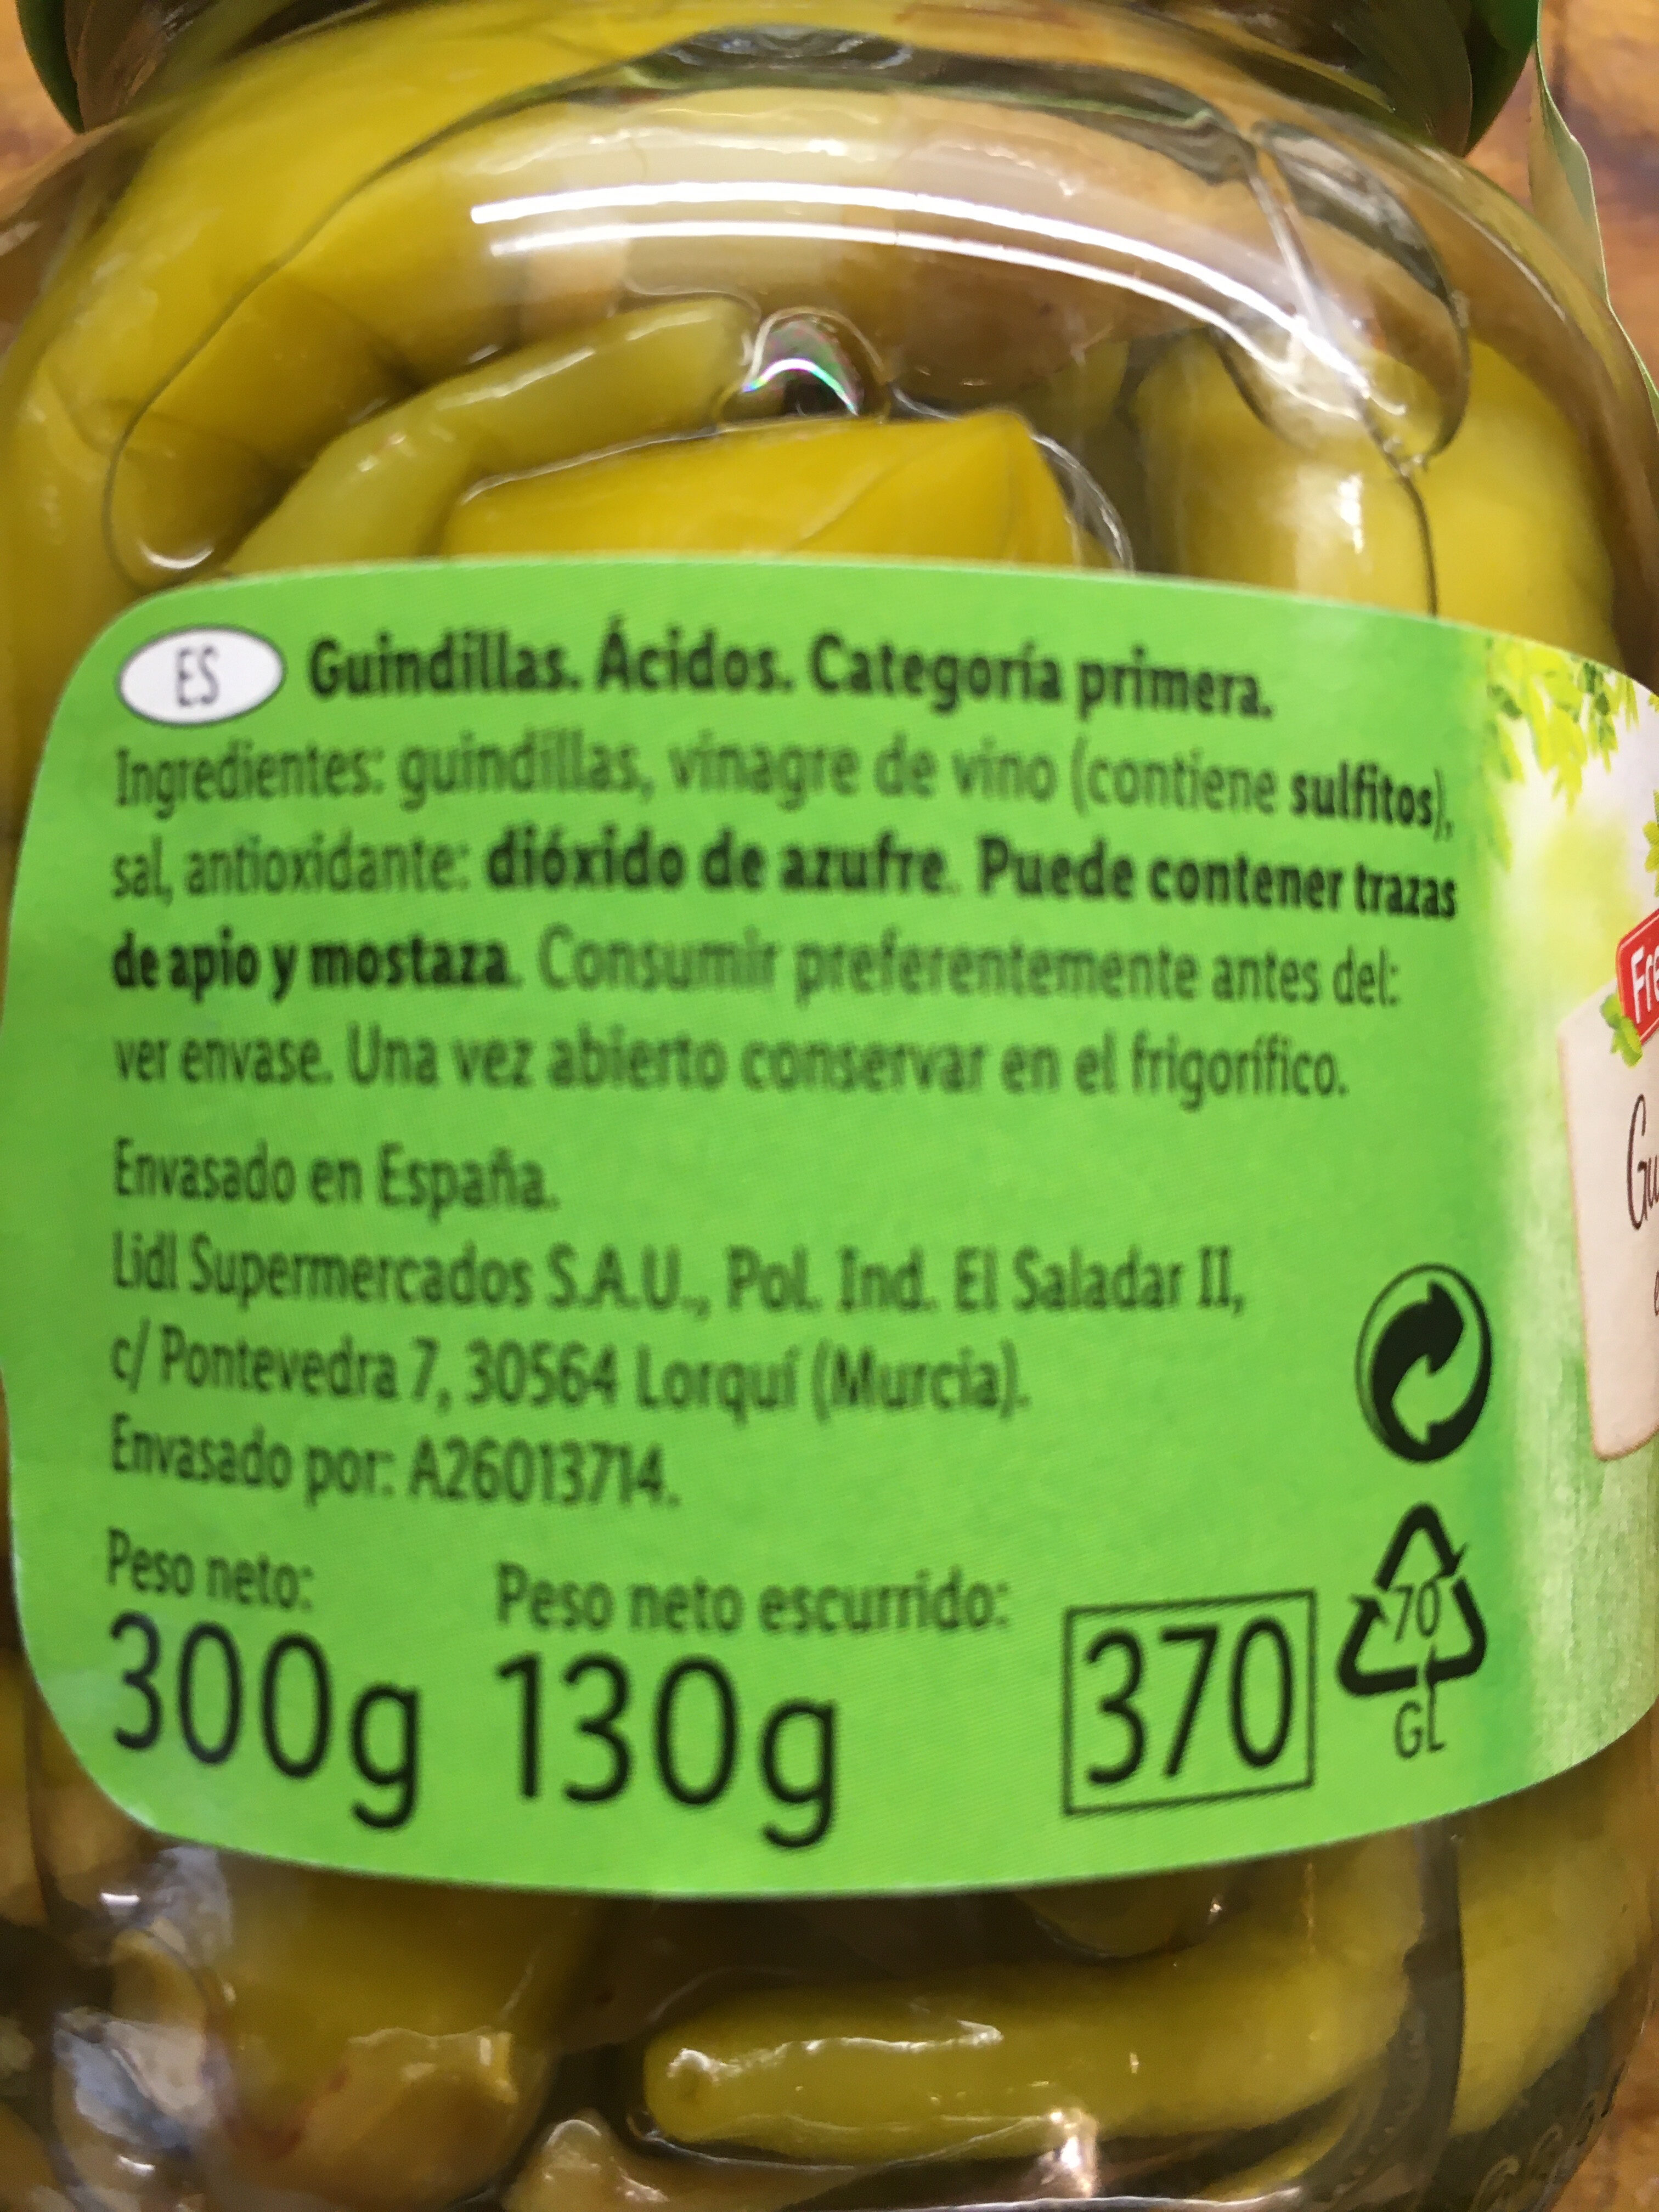 ES Guindillas. Ácidos. Categoría primera.
Ingredientes: guindillas, vinagre de vino (contiene sulfitos),
sal, antioxidante: dióxido de azufre. Puede contener trazas
de apio y mostaza. Consumir preferentemente antes del:
ver envase. Una vez abierto conservar en el frigorífico.
Envasado en España.
Lidl Supermercados S.A.U., Pol. Ind. El Saladar II,
c/ Pontevedra 7, 30564 Lorquí (Murcia).
Envasado por: A26013714.
Peso neto: Peso neto escurrido:
300g 130g 370
70
GL
Fre
Gu